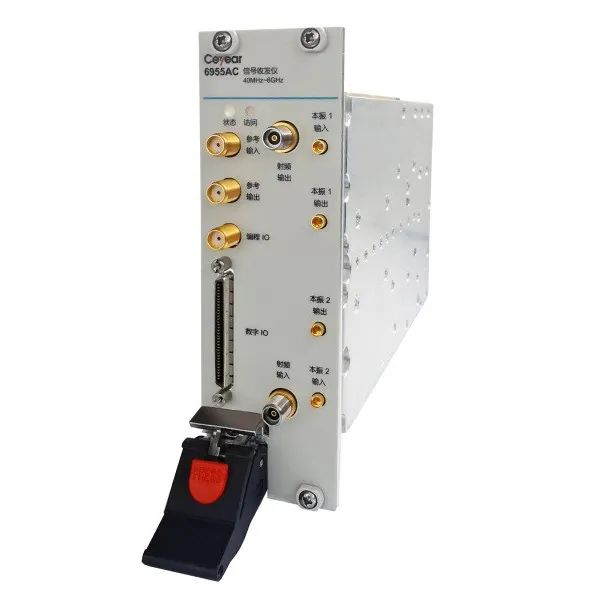 Ceyear
6955AC 信号收发仪
40MHz~6GHz
状态 访问
本振 1
输入
参考
输入
射频
输出
参考
输出
本振 1
输出
编程 IO
本振 2
输出
数字 IO
射频
输入
本振 2
输入